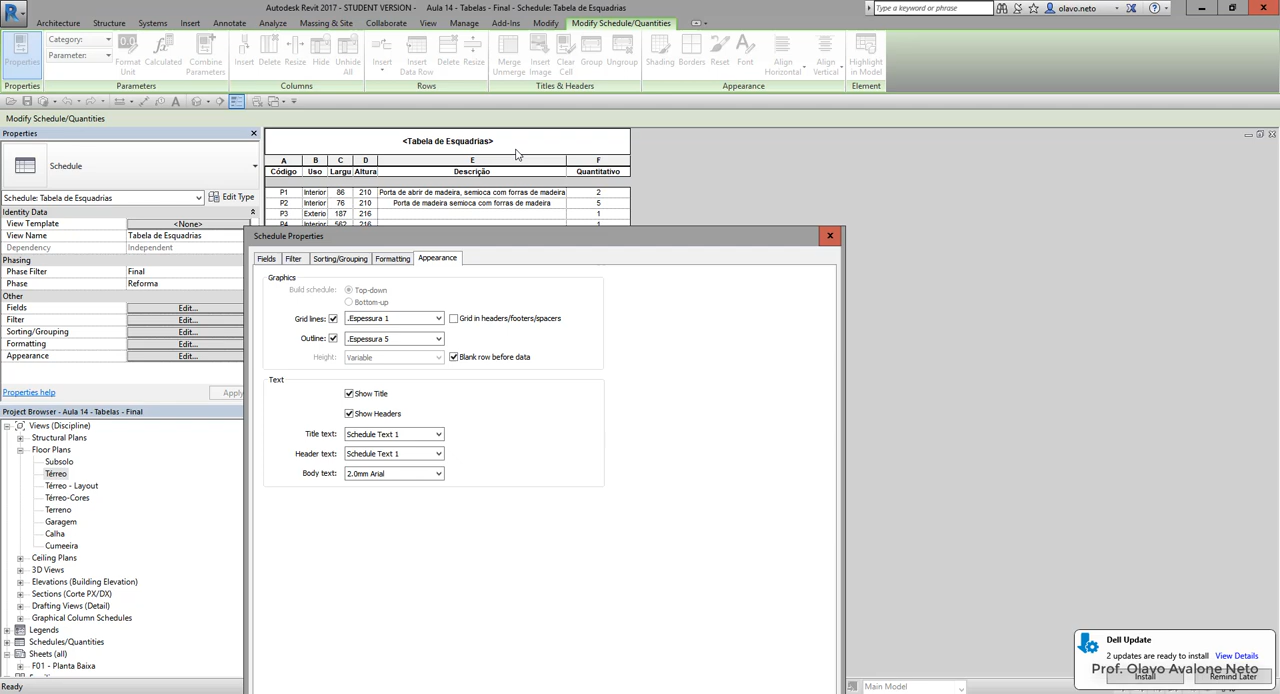 Autodesk Revit 2017 - STUDENT VERSION - Aula 14 - Tabelas - Final - Schedule: Tabela de Esquadrias
Type a keyword or phrase
olavo.neto
Architecture Structure Systems Insert Annotate Analyze Massing & Site Collaborate View Manage Add-Ins Modify Modify Schedule/Quantities
Properties
Category:
Parameter:
Format Unit
Calculated
Combine Parameters
Insert Delete Resize Hide Unhide All
Insert Insert Data Row Delete Resize
Merge Unmerge Insert Image Clear Cell Group Ungroup
Shading Borders Reset Font Align Horizontal Align Vertical
Highlight in Model
Properties Parameters Columns Rows Titles & Headers Appearance Element
Modify Schedule/Quantities
Properties
Schedule
Schedule: Tabela de Esquadrias
Edit Type
Identity Data
View Template <None>
View Name Tabela de Esquadrias
Dependency Independent
Phasing
Phase Filter Final
Phase Reforma
Other
Fields Edit...
Filter Edit...
Sorting/Grouping Edit...
Formatting Edit...
Appearance Edit...
Properties help
Apply
<Tabela de Esquadrias>
A B C D E F
Código Uso Largu Altura Descrição Quantitativo
P1 Interior 86 210 Porta de abrir de madeira, semioca com forras de madeira 2
P2 Interior 76 210 Porta de madeira semioca com forras de madeira 5
P3 Exterio 187 216 1
P4 Interior 562 216 1
Schedule Properties
Fields Filter Sorting/Grouping Formatting Appearance
Graphics
Build schedule: Top-down
Bottom-up
Grid lines: .Espessura 1 Grid in headers/footers/spacers
Outline: .Espessura 5
Height: Variable Blank row before data
Text
Show Title
Show Headers
Title text: Schedule Text 1
Header text: Schedule Text 1
Body text: 2.0mm Arial
Project Browser - Aula 14 - Tabelas - Final
Views (Discipline)
Structural Plans
Floor Plans
Subsolo
Térreo
Térreo - Layout
Térreo-Cores
Terreno
Garagem
Calha
Cumeeira
Ceiling Plans
3D Views
Elevations (Building Elevation)
Sections (Corte PX/DX)
Drafting Views (Detail)
Graphical Column Schedules
Legends
Schedules/Quantities
Sheets (all)
F01 - Planta Baixa
Ready
Main Model
Dell Update
2 updates are ready to install View Details
Prof. Olavo Avalone Neto
Install Remind Later